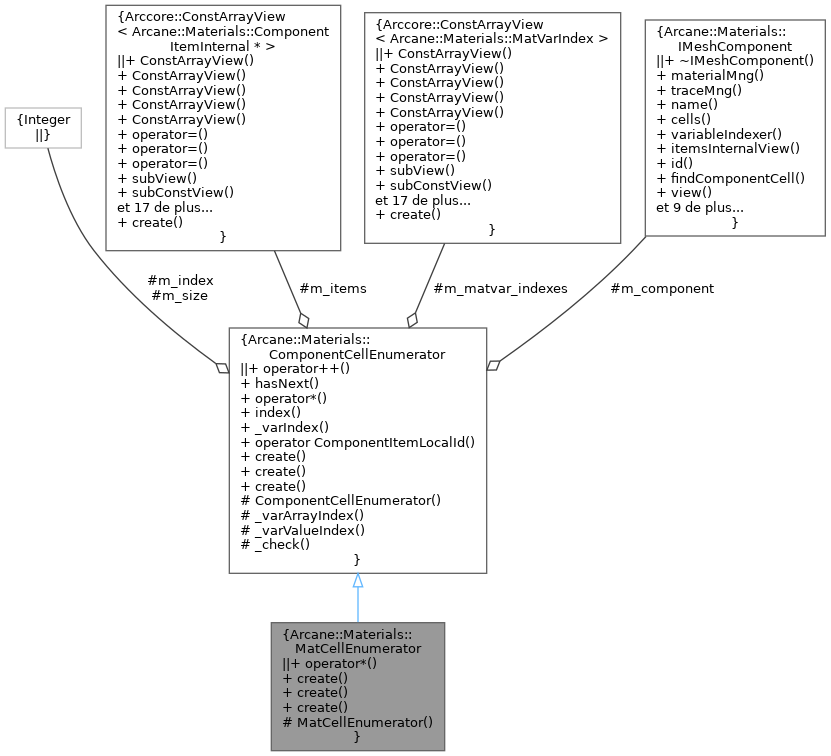 {Integer
||}
{Arccore::ConstArrayView
< Arcane::Materials::Component
ItemInternal * >
||+ ConstArrayView()
+ ConstArrayView()
+ ConstArrayView()
+ ConstArrayView()
+ ConstArrayView()
+ operator=()
+ operator=()
+ operator=()
+ subView()
+ subConstView()
et 17 de plus...
+ create()
}
{Arccore::ConstArrayView
< Arcane::Materials::MatVarIndex >
||+ ConstArrayView()
+ ConstArrayView()
+ ConstArrayView()
+ ConstArrayView()
+ ConstArrayView()
+ operator=()
+ operator=()
+ operator=()
+ subView()
+ subConstView()
et 17 de plus...
+ create()
}
{Arcane::Materials::
IMeshComponent
||+ ~IMeshComponent()
+ materialMng()
+ traceMng()
+ name()
+ cells()
+ variableIndexer()
+ itemsInternalView()
+ id()
+ findComponentCell()
+ view()
et 9 de plus...
}
#m_index
#m_size
#m_items
#m_matvar_indexes
#m_component
{Arcane::Materials::
ComponentCellEnumerator
||+ operator++()
+ hasNext()
+ operator*()
+ index()
+ _varIndex()
+ operator ComponentItemLocalId()
+ create()
+ create()
+ create()
# ComponentCellEnumerator()
# _varArrayIndex()
# _varValueIndex()
# _check()
}
{Arcane::Materials::
MatCellEnumerator
||+ operator*()
+ create()
+ create()
+ create()
# MatCellEnumerator()
}